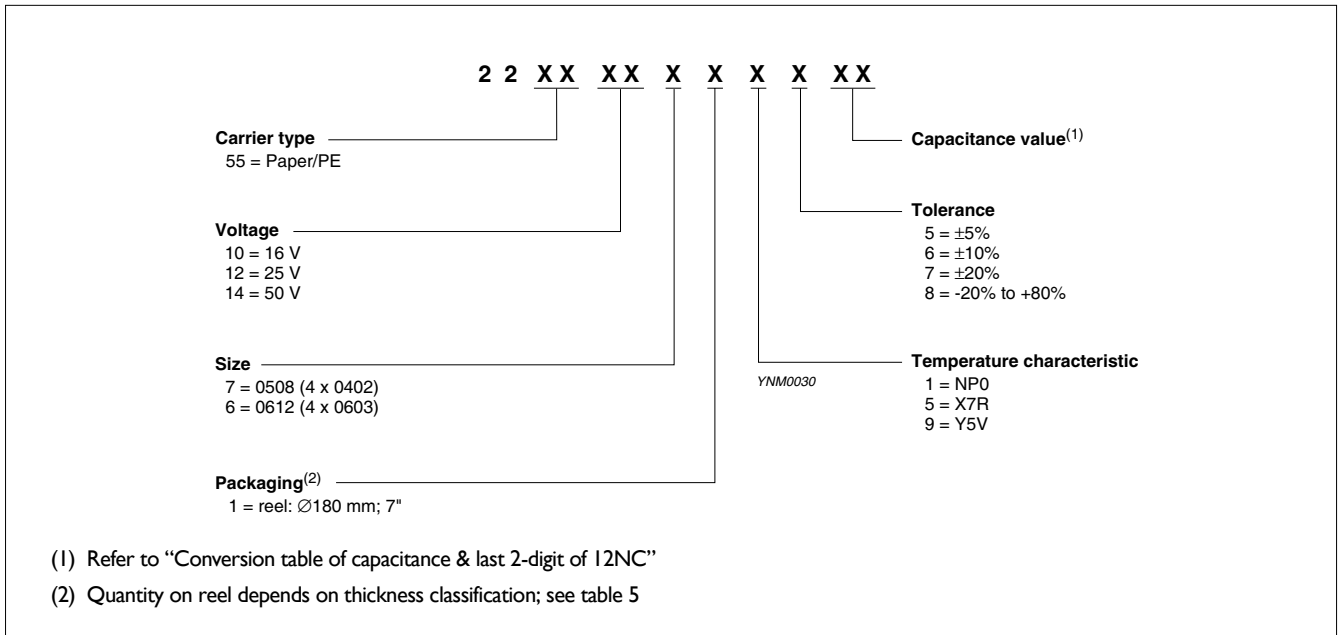 2 2 XX XX X X X X XX
Carrier type
55 = Paper/PE
Voltage
10 = 16 V
12 = 25 V
14 = 50 V
Size
7 = 0508 (4 x 0402)
6 = 0612 (4 x 0603)
Packaging(2)
1 = reel: ∅180 mm; 7"
Capacitance value(1)
Tolerance
5 = ±5%
6 = ±10%
7 = ±20%
8 = -20% to +80%
Temperature characteristic
1 = NP0
5 = X7R
9 = Y5V
YNM0030
(1) Refer to “Conversion table of capacitance & last 2-digit of 12NC”
(2) Quantity on reel depends on thickness classification; see table 5